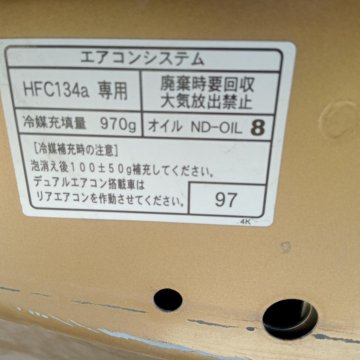 エアコンシステム
HFC134a 専用
廃棄時要回収
大気放出禁止
冷媒充填量 970g
オイル ND-OIL 8
[冷媒補充時の注意]
泡消え後100±50g補充してください。
デュアルエアコン搭載車は
リアエアコンを作動させてください。
97
4K